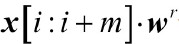 x[i : i + m] · w^r